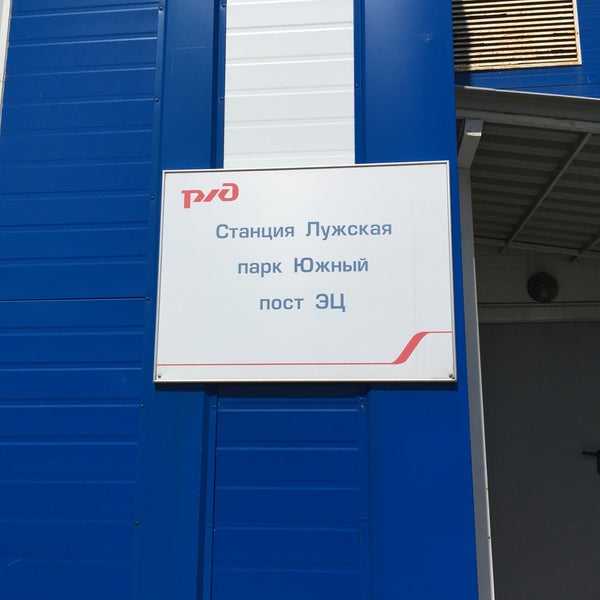 ржд
Станция Лужская
парк Южный
пост ЭЦ